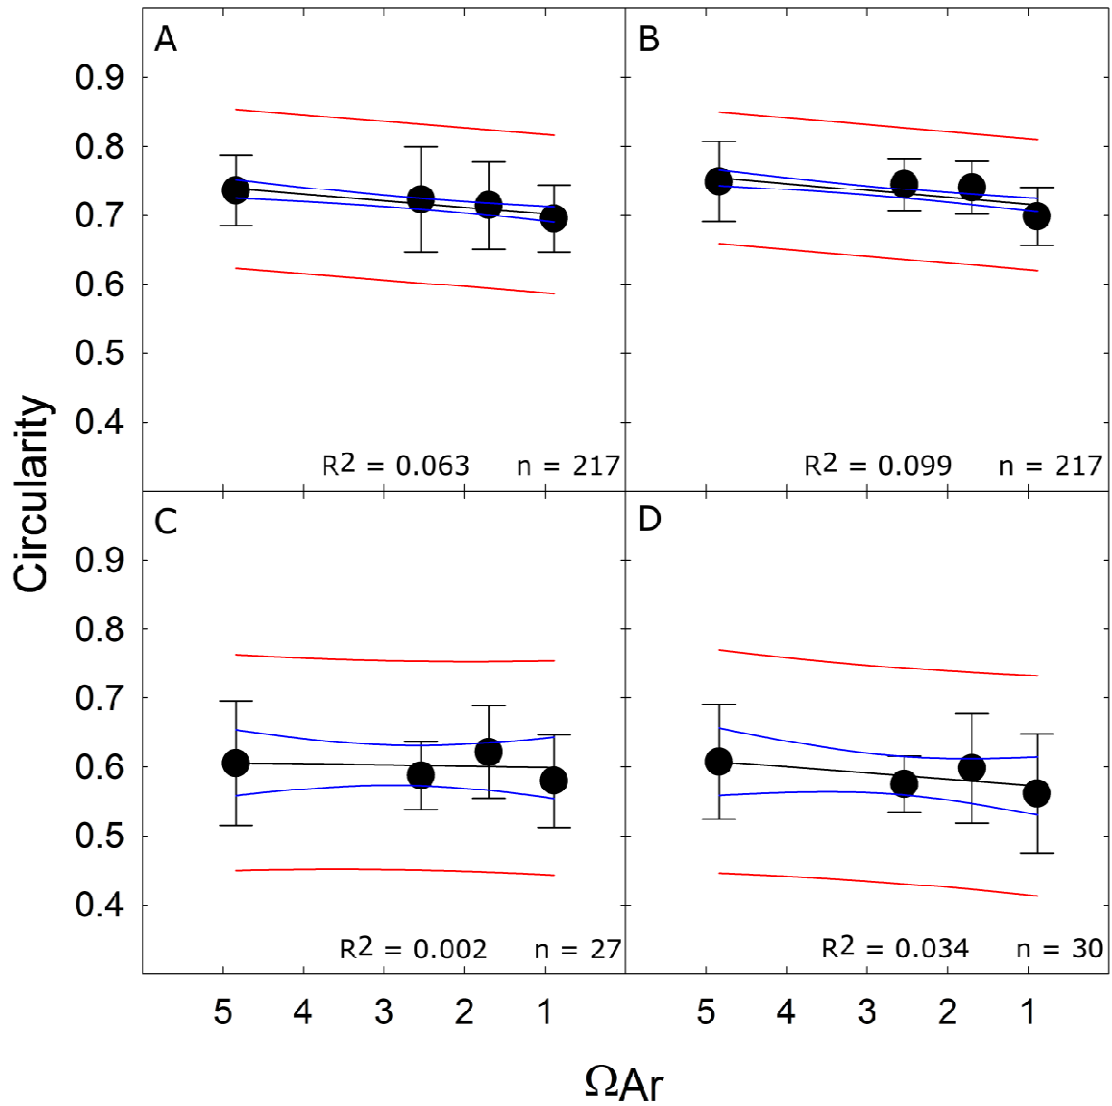 A
B
0.9
0.8
0.7
0.6
0.5
0.4
R² = 0.063 n = 217
R² = 0.099 n = 217
Circularity
C
D
0.9
0.8
0.7
0.6
0.5
0.4
R² = 0.002 n = 27
R² = 0.034 n = 30
5 4 3 2 1
5 4 3 2 1
ΩAr